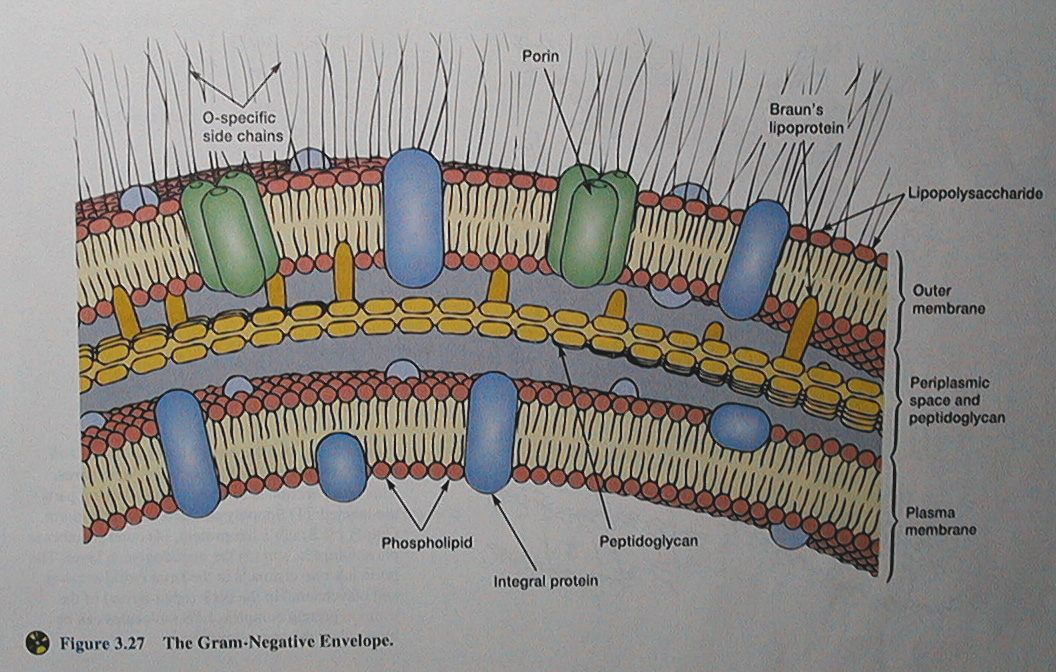 Porin
O-specific
side chains
Braun's
lipoprotein
Lipopolysaccharide
Outer
membrane
Periplasmic
space and
peptidoglycan
Plasma
membrane
Phospholipid
Peptidoglycan
Integral protein
Figure 3.27 The Gram-Negative Envelope.